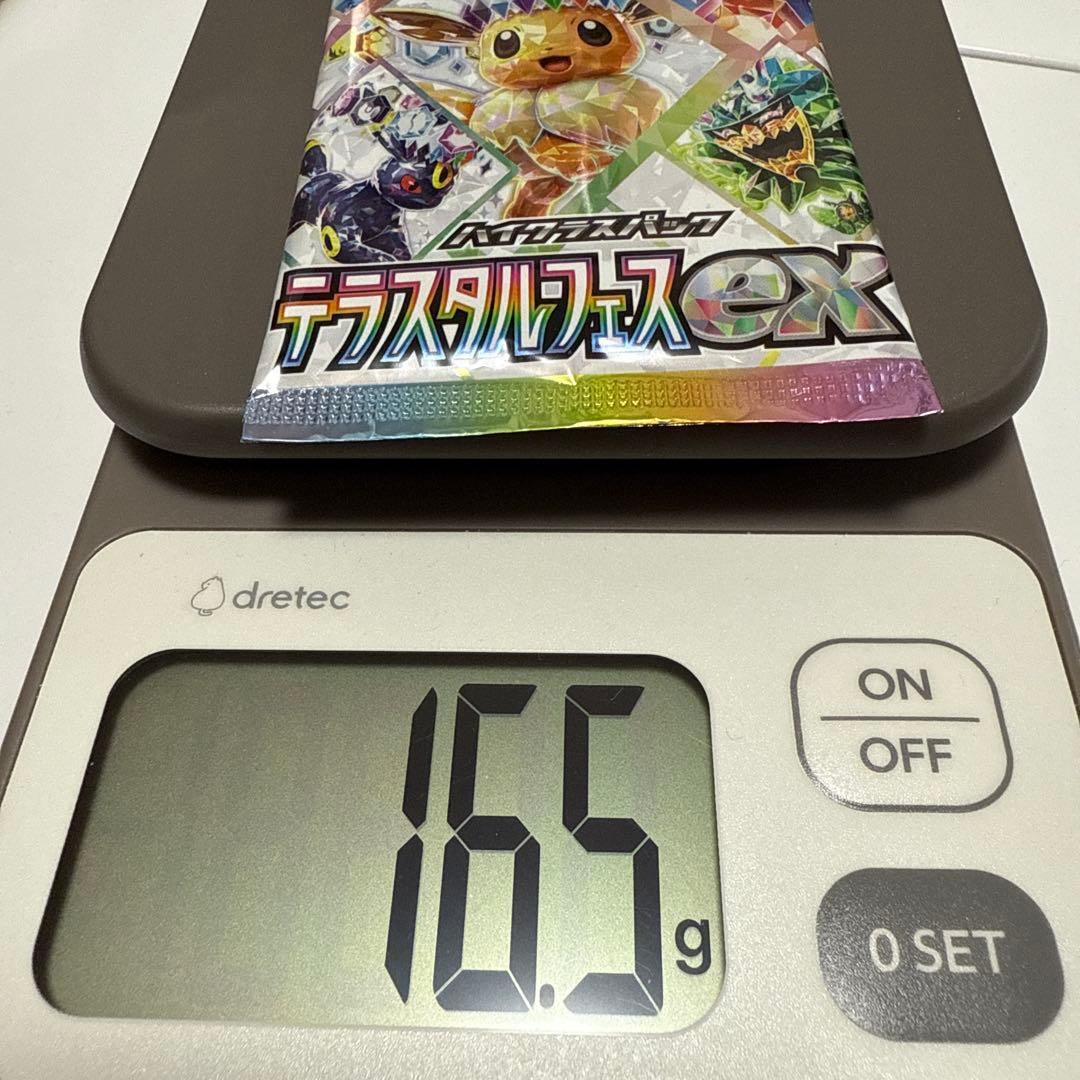 ハイクラスパック
テラスタル・フェスex
dretec
16.5 g
ON
OFF
0 SET